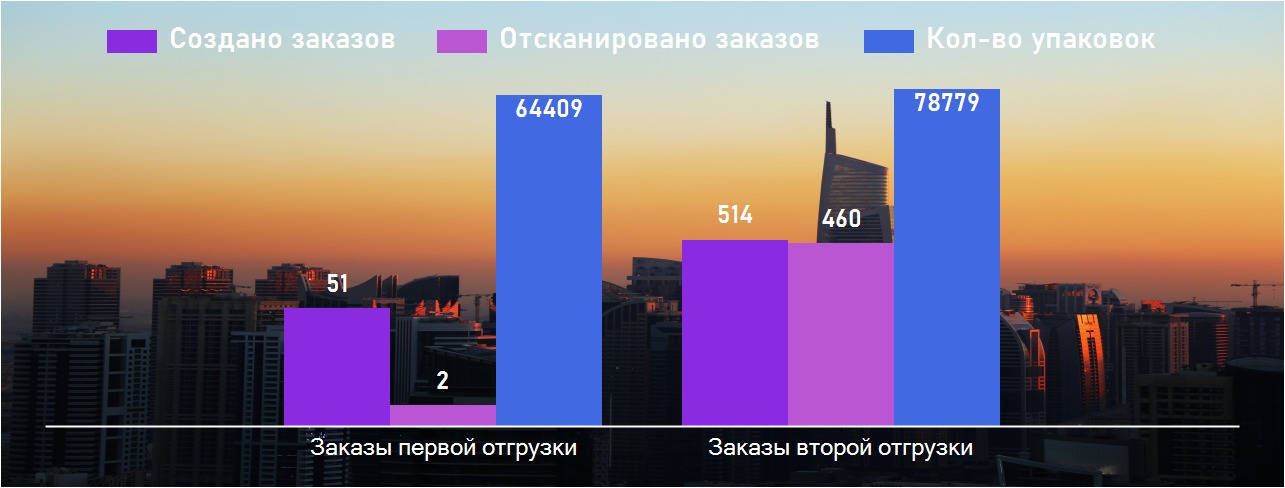 Создано заказов Отсканировано заказов Кол-во упаковок
64409 78779
514 460
51
2
Заказы первой отгрузки Заказы второй отгрузки